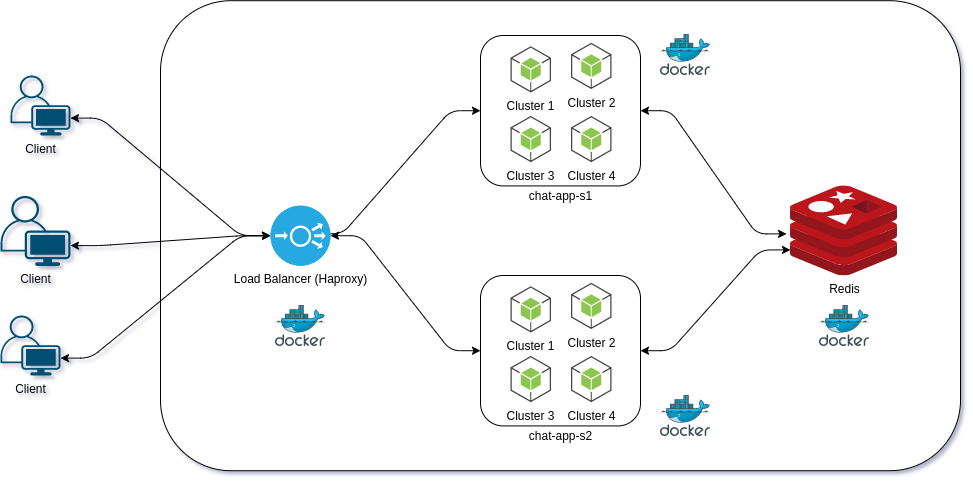 docker
Cluster 1
Cluster 2
Cluster 3
Cluster 4
chat-app-s1
Client
Client
Client
Load Balancer (Haproxy)
docker
Redis
docker
Cluster 1
Cluster 2
Cluster 3
Cluster 4
chat-app-s2
docker